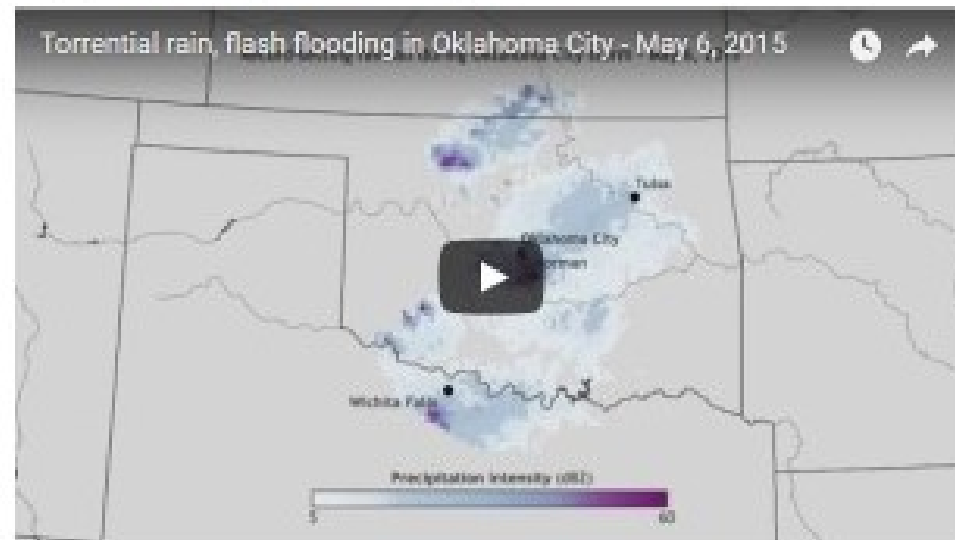 Torrential rain, flash flooding in Oklahoma City - May 6, 2015
Tulsa
Oklahoma City
Norman
Wichita Falls
Precipitation Intensity (dBZ)
5
60